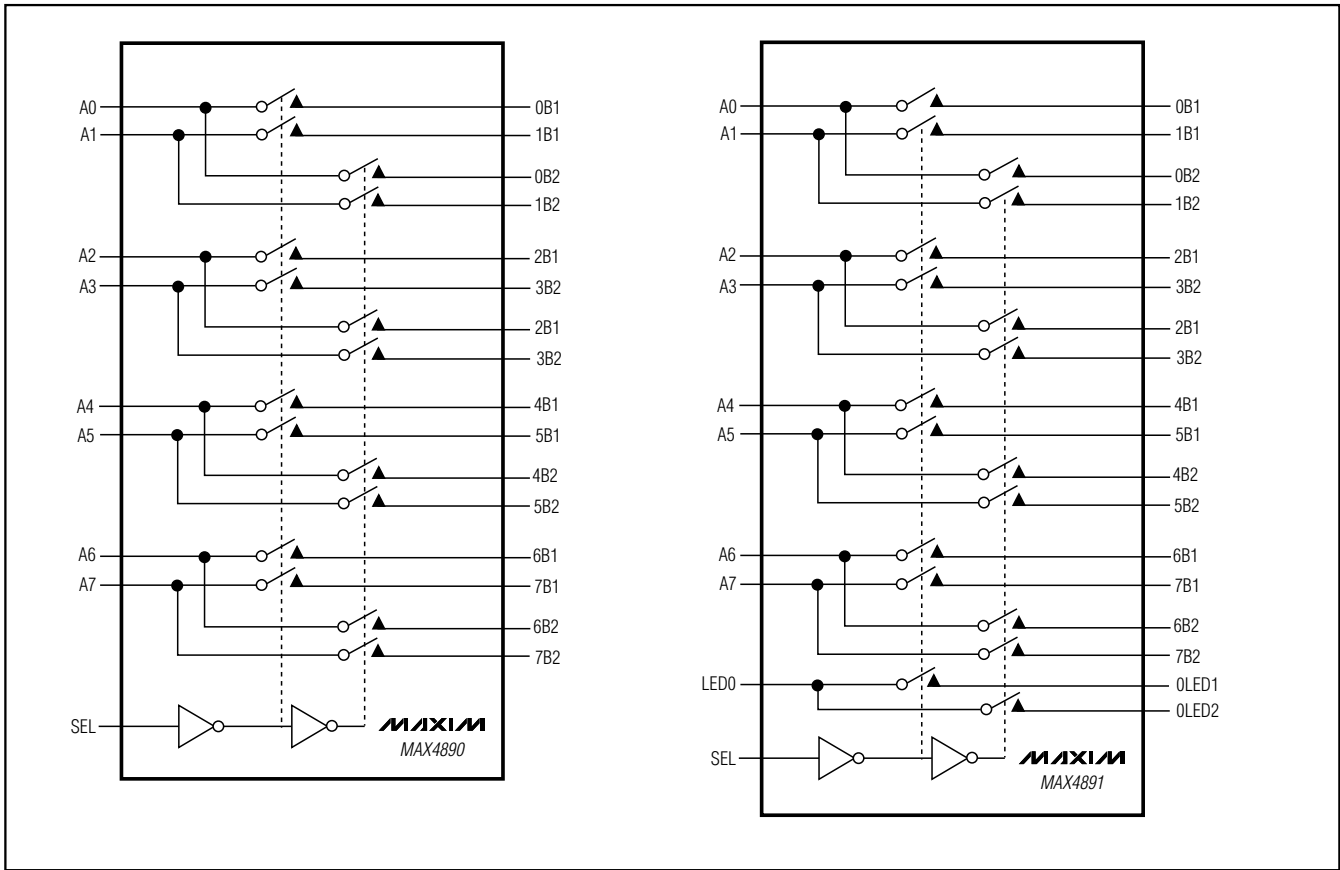 A0
0B1
A1
1B1
0B2
1B2
A2
2B1
A3
3B2
2B1
3B2
A4
4B1
A5
5B1
4B2
5B2
A6
6B1
A7
7B1
6B2
7B2
SEL
MAXIM
MAX4890
A0
0B1
A1
1B1
0B2
1B2
A2
2B1
A3
3B2
2B1
3B2
A4
4B1
A5
5B1
4B2
5B2
A6
6B1
A7
7B1
6B2
7B2
LED0
0LED1
0LED2
SEL
MAXIM
MAX4891